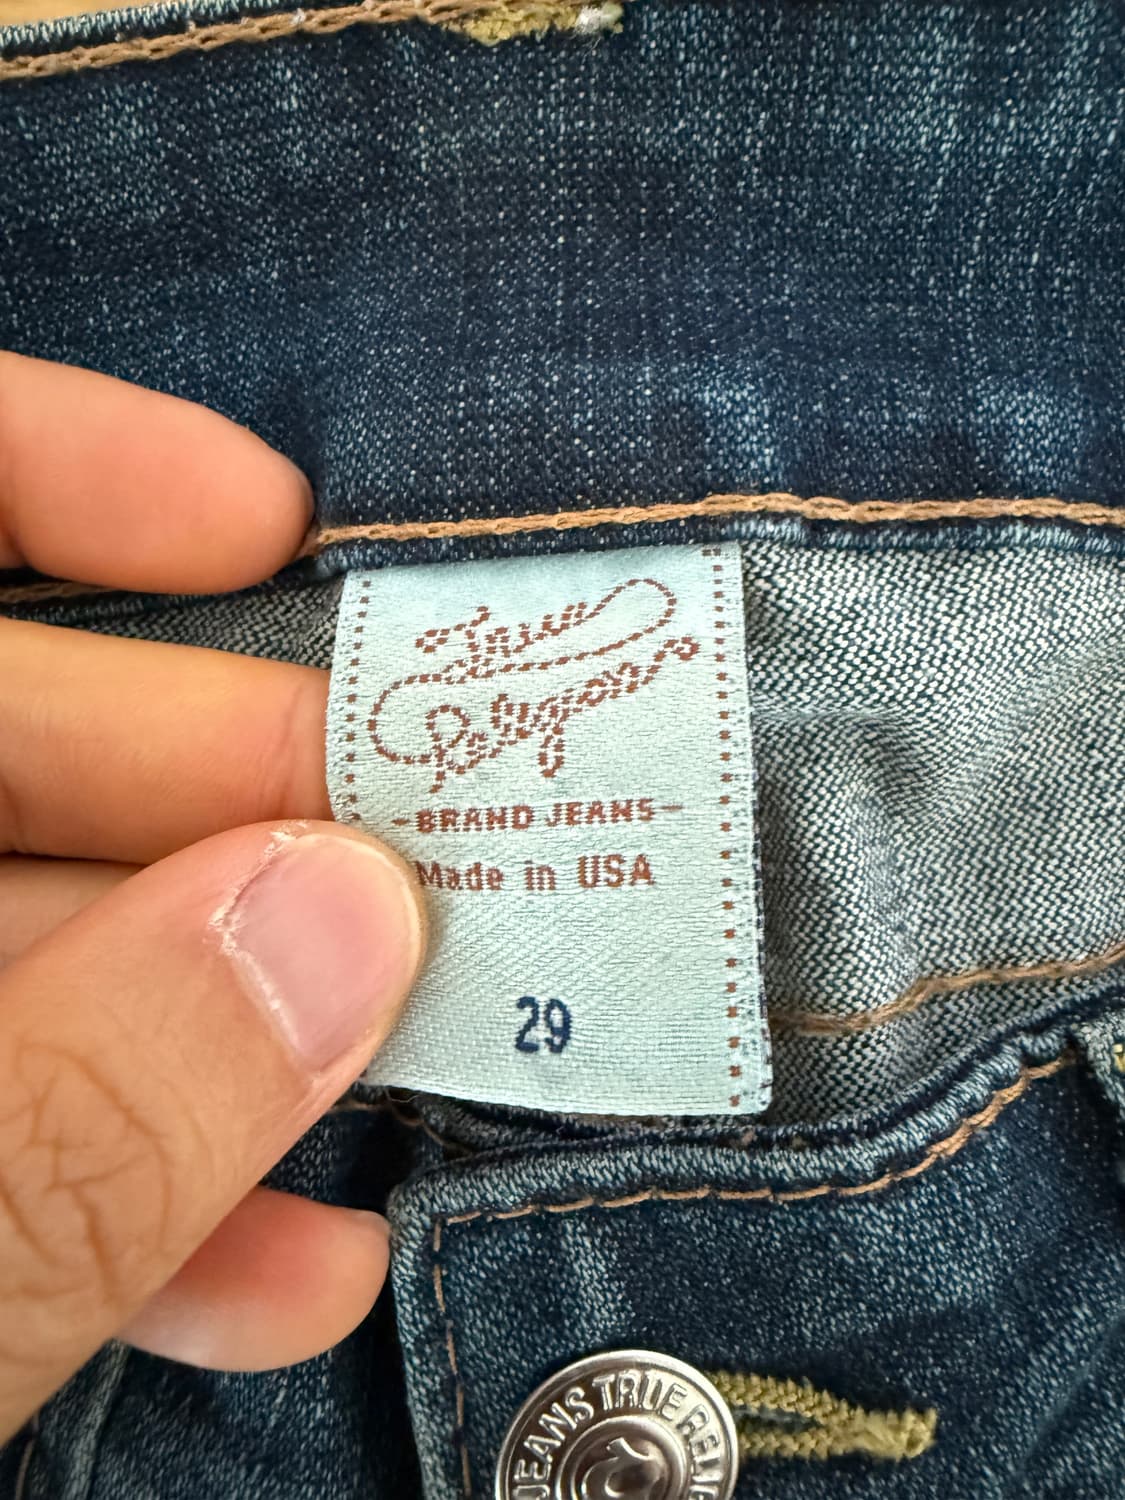 True
Religion
BRAND JEANS
Made in USA
29
JEANS TRUE RELIG